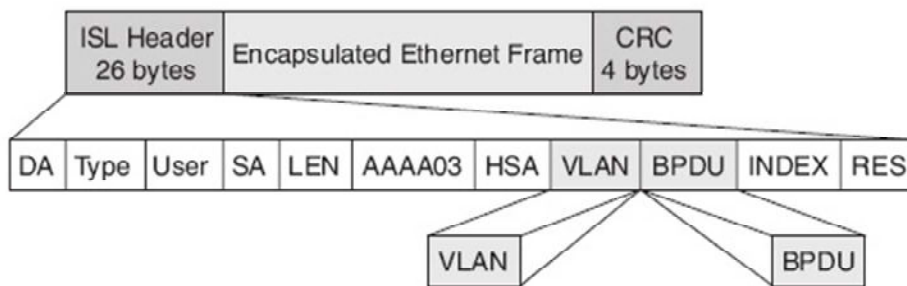 ISL Header
26 bytes
Encapsulated Ethernet Frame
CRC
4 bytes
DA Type User SA LEN AAAA03 HSA VLAN BPDU INDEX RES
VLAN BPDU